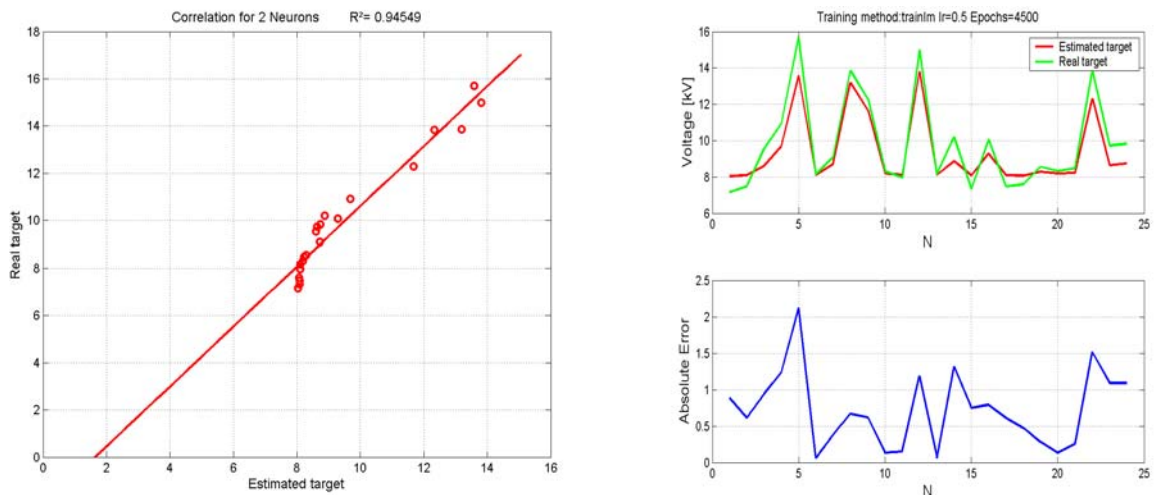 Correlation for 2 Neurons R²= 0.94549
18
16
14
12
10
8
6
4
2
0
Real target
0 2 4 6 8 10 12 14 16
Estimated target
Training method:trainlm lr=0.5 Epochs=4500
16
14
12
10
8
6
Voltage [kV]
Estimated target
Real target
0 5 10 15 20 25
N
2.5
2
1.5
1
0.5
0
Absolute Error
0 5 10 15 20 25
N